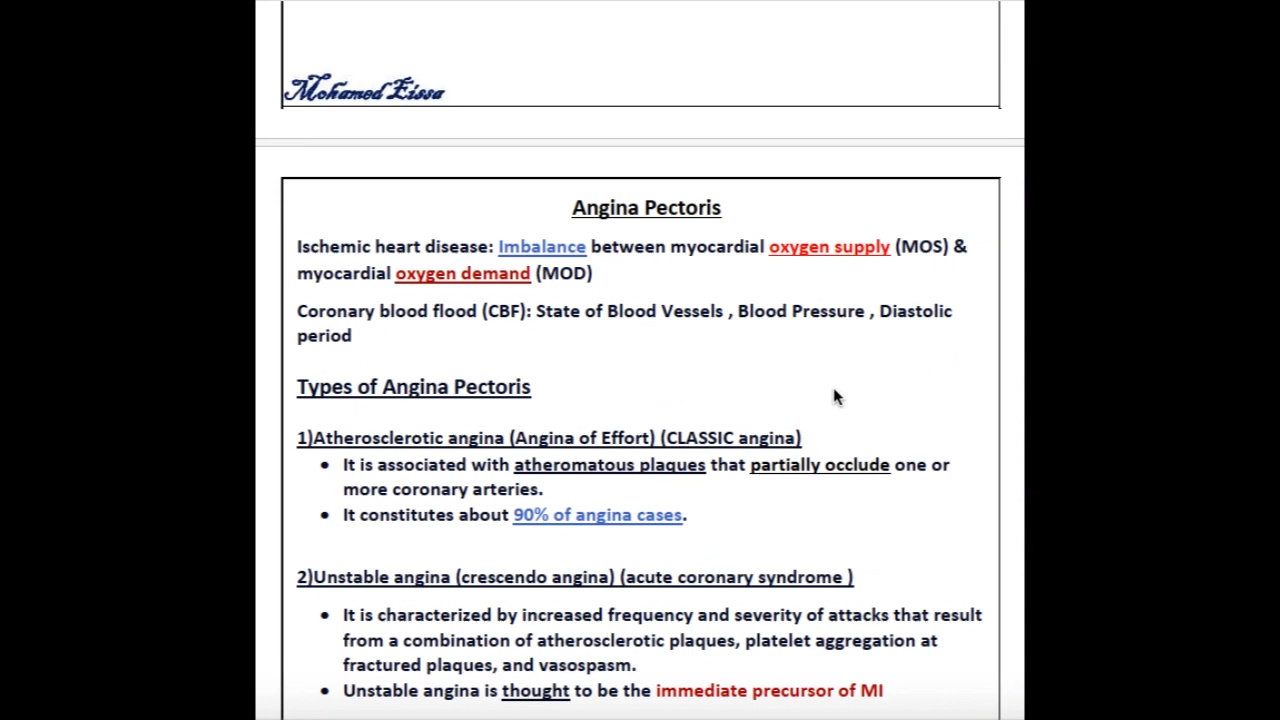 Mohamed Eissa
Angina Pectoris
Ischemic heart disease: Imbalance between myocardial oxygen supply (MOS) &
myocardial oxygen demand (MOD)
Coronary blood flood (CBF): State of Blood Vessels , Blood Pressure , Diastolic
period
Types of Angina Pectoris
1)Atherosclerotic angina (Angina of Effort) (CLASSIC angina)
• It is associated with atheromatous plaques that partially occlude one or
more coronary arteries.
• It constitutes about 90% of angina cases.
2)Unstable angina (crescendo angina) (acute coronary syndrome )
• It is characterized by increased frequency and severity of attacks that result
from a combination of atherosclerotic plaques, platelet aggregation at
fractured plaques, and vasospasm.
• Unstable angina is thought to be the immediate precursor of MI